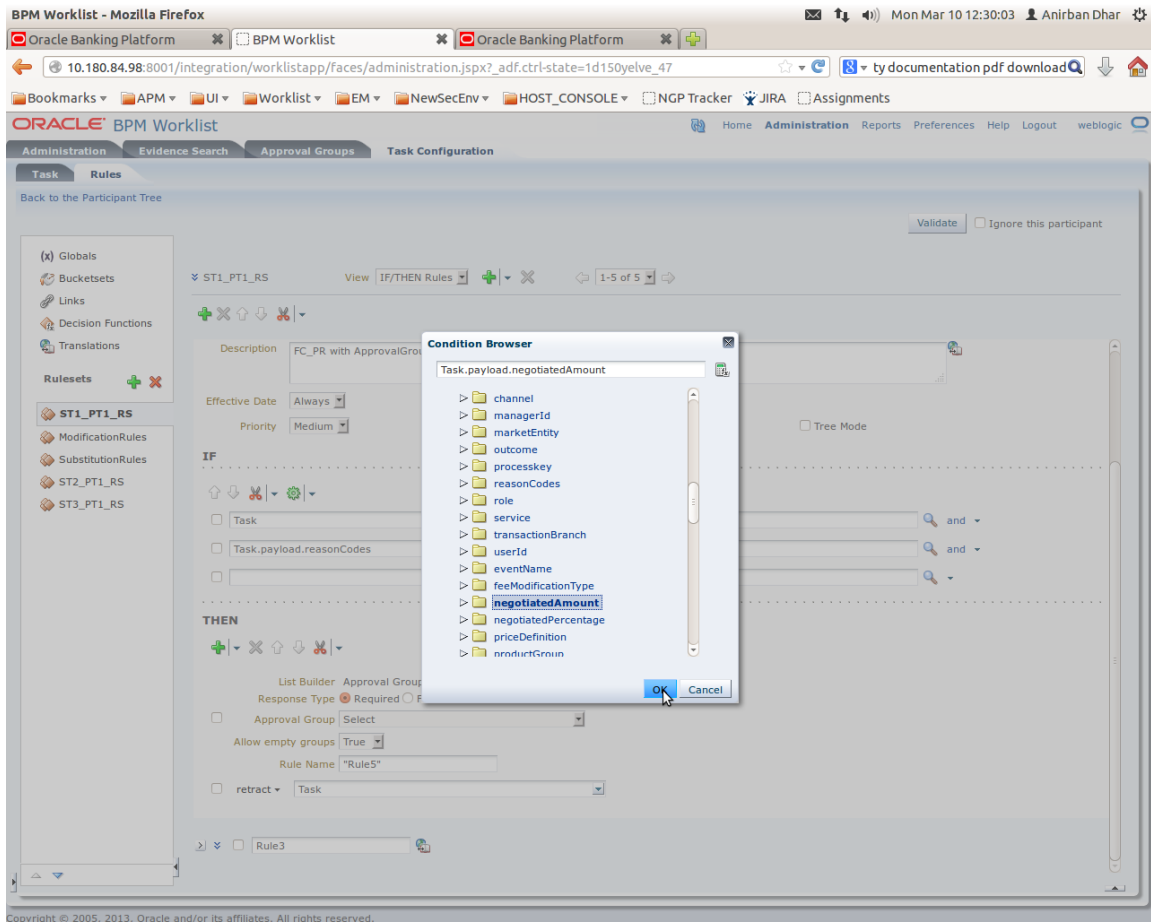 BPM Worklist - Mozilla Firefox
Mon Mar 10 12:30:03 Anirban Dhar
Oracle Banking Platform
BPM Worklist
Oracle Banking Platform
10.180.84.98:8001/integration/worklistapp/faces/administration.jspx?_adf.ctrl-state=1d150yelve_47
ty documentation pdf download
Bookmarks APM UI Worklist EM NewSecEnv HOST_CONSOLE NGP Tracker JIRA Assignments
ORACLE BPM Worklist
Home Administration Reports Preferences Help Logout weblogic
Administration Evidence Search Approval Groups Task Configuration
Task Rules
Back to the Participant Tree
Validate Ignore this participant
(x) Globals
Bucketsets
Links
Decision Functions
Translations
Rulesets
ST1_PT1_RS
ModificationRules
SubstitutionRules
ST2_PT1_RS
ST3_PT1_RS
ST1_PT1_RS View IF/THEN Rules 1-5 of 5
Description FC_PR with
Effective Date Always
Priority Medium
Tree Mode
IF
Task and
Task.payload.reasonCodes and
THEN
List Builder Approval
Response Type Required
Approval Group Select
Allow empty groups True
Rule Name "Rule5"
retract Task
Rule3
Condition Browser
Task.payload.negotiatedAmount
channel
managerId
marketEntity
outcome
processkey
reasonCodes
role
service
transactionBranch
userId
eventName
feeModificationType
negotiatedAmount
negotiatedPercentage
priceDefinition
productGroup
OK Cancel
Copyright © 2005, 2013, Oracle and/or its affiliates. All rights reserved.